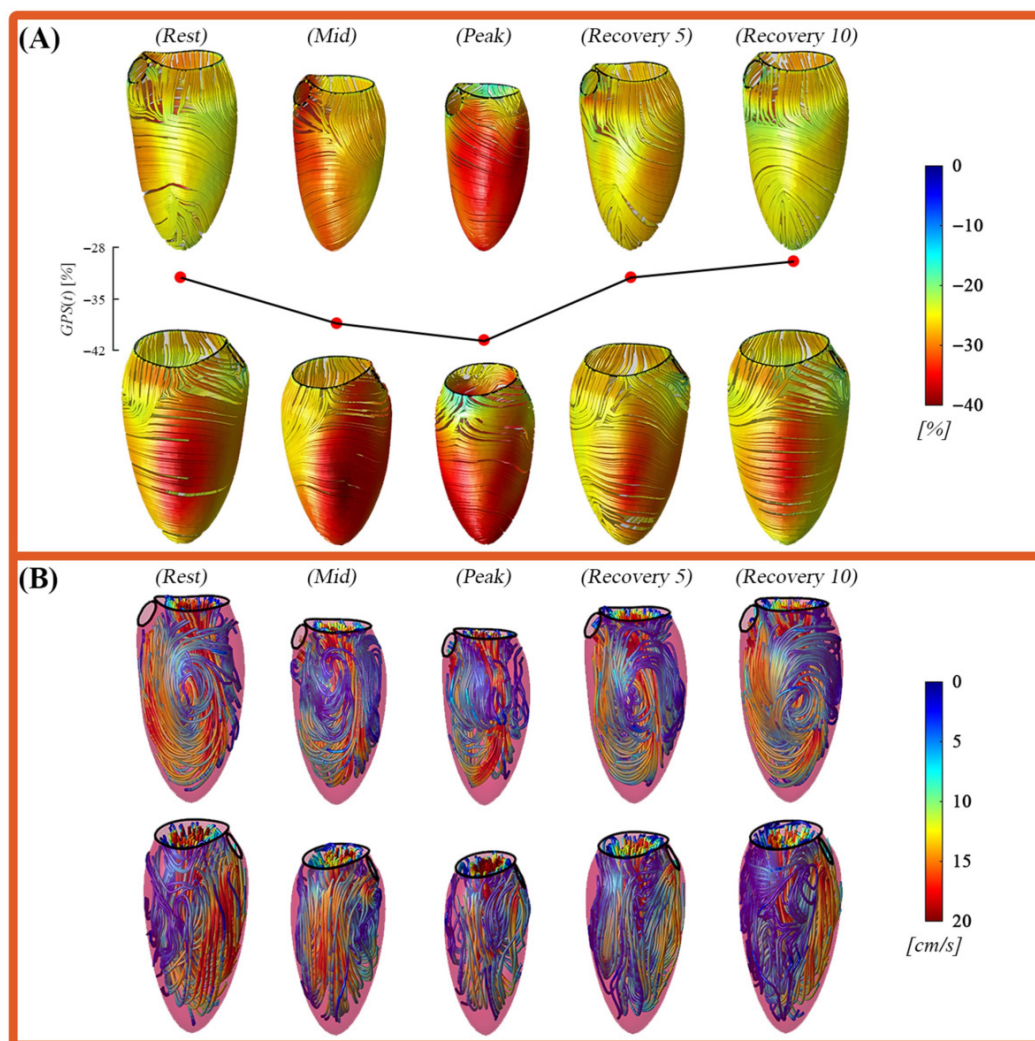 (A)
(Rest) (Mid) (Peak) (Recovery 5) (Recovery 10)
0
−10
−20
−30
−40
[%]
GPS(t) [%]
−28
−35
−42
(B)
(Rest) (Mid) (Peak) (Recovery 5) (Recovery 10)
0
5
10
15
20
[cm/s]